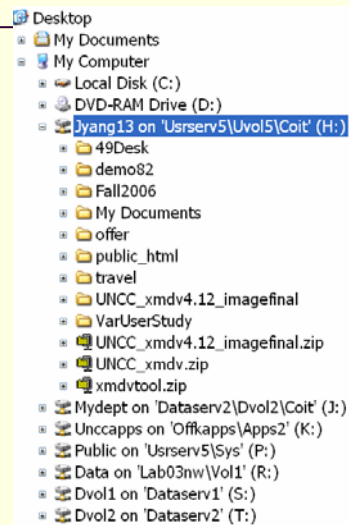 Desktop
My Documents
My Computer
Local Disk (C:)
DVD-RAM Drive (D:)
Jyang13 on 'Usrserv5\Uvol5\Coit' (H:)
49Desk
demo82
Fall2006
My Documents
offer
public_html
travel
UNCC_xmdv4.12_imagefinal
VarUserStudy
UNCC_xmdv4.12_imagefinal.zip
UNCC_xmdv.zip
xmdvtool.zip
Mydept on 'Dataserv2\Dvol2\Coit' (J:)
Unccapps on 'Offkapps\Apps2' (K:)
Public on 'Usrserv5\Sys' (P:)
Data on 'Lab03nw\Vol1' (R:)
Dvol1 on 'Dataserv1' (S:)
Dvol2 on 'Dataserv2' (T:)